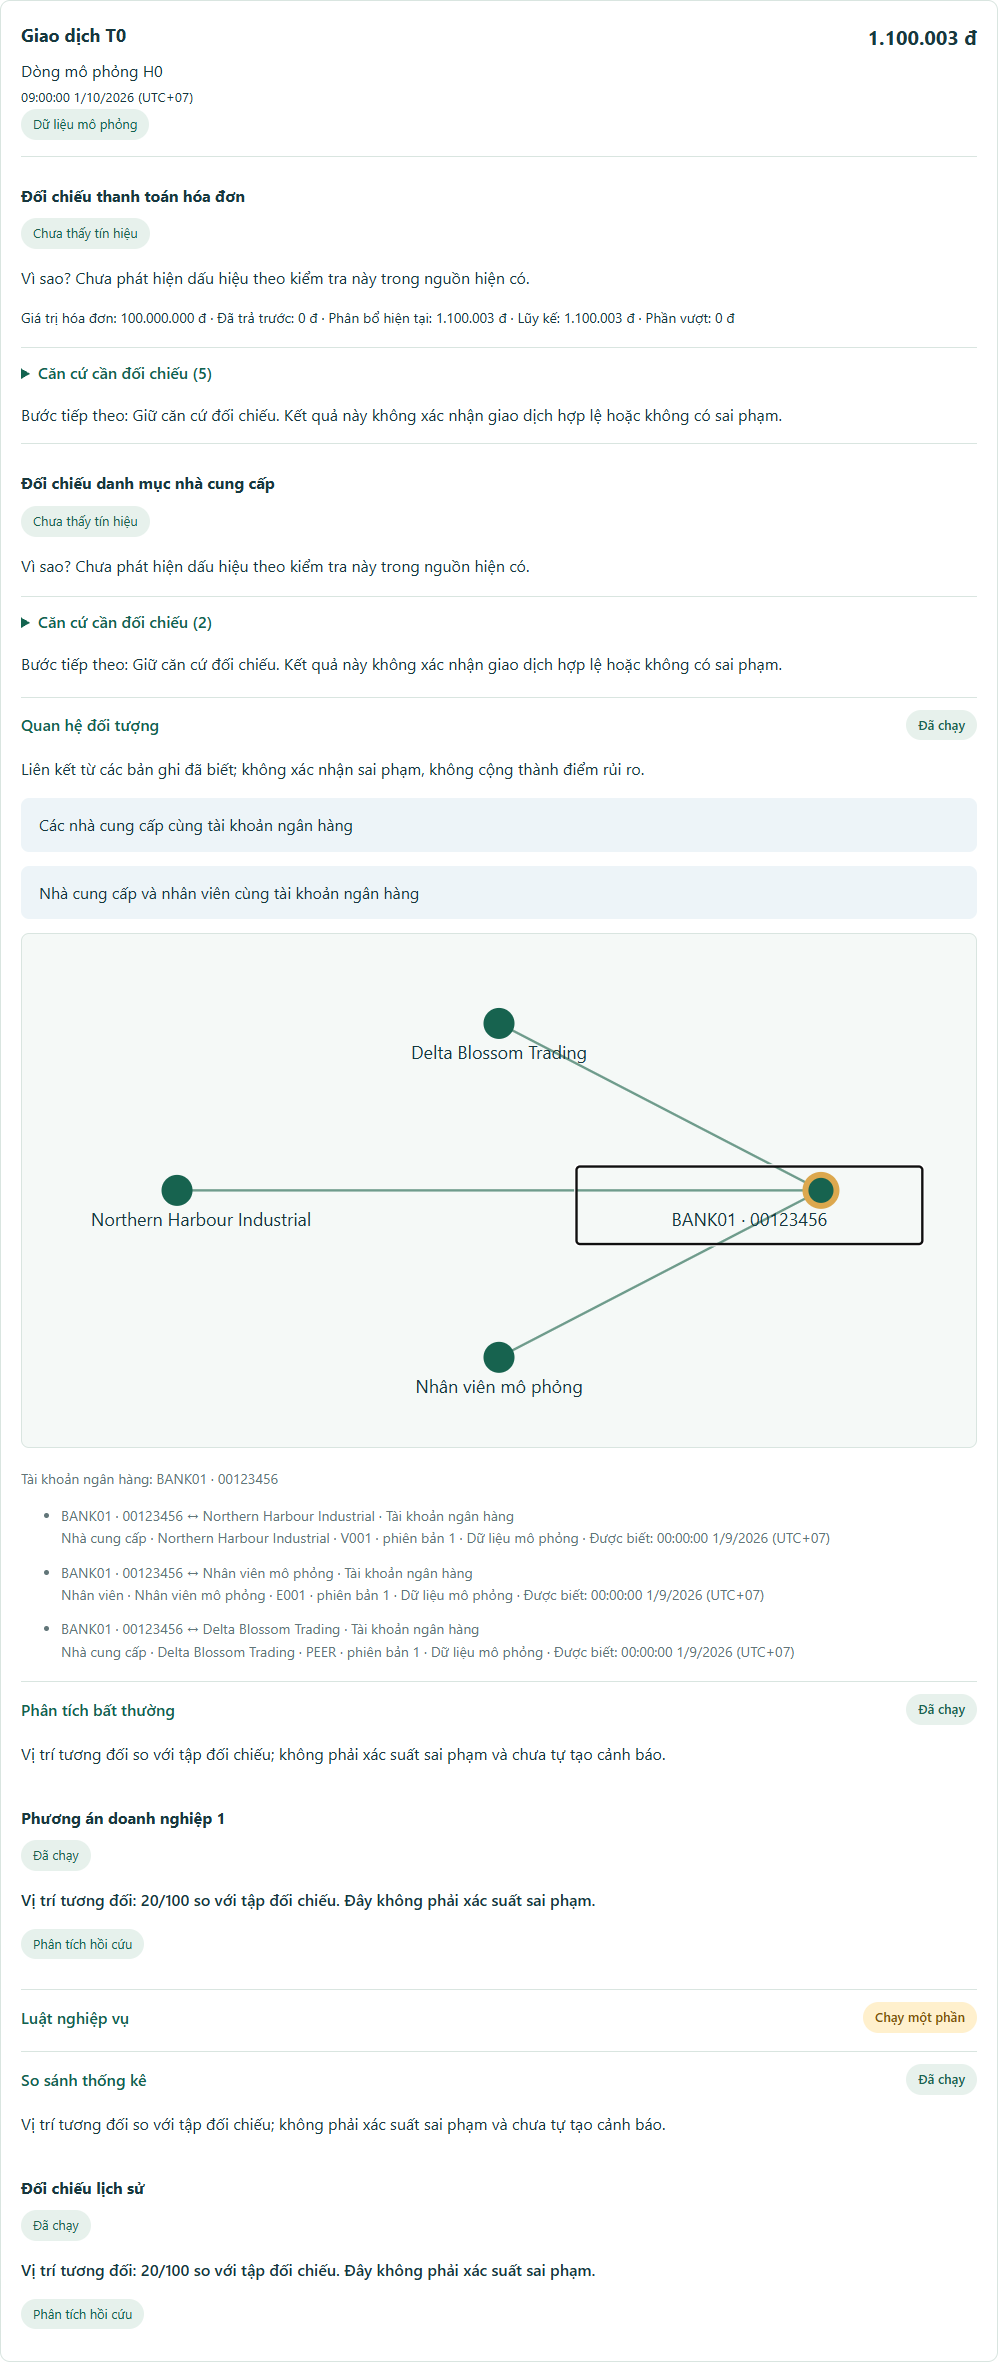 Giao dịch T0
1.100.003 đ
Dòng mô phỏng H0
09:00:00 1/10/2026 (UTC+07)
Dữ liệu mô phỏng
Đối chiếu thanh toán hóa đơn
Chưa thấy tín hiệu
Vì sao? Chưa phát hiện dấu hiệu theo kiểm tra này trong nguồn hiện có.
Giá trị hóa đơn: 100.000.000 đ · Đã trả trước: 0 đ · Phân bổ hiện tại: 1.100.003 đ · Lũy kế: 1.100.003 đ · Phần vượt: 0 đ
Căn cứ cần đối chiếu (5)
Bước tiếp theo: Giữ căn cứ đối chiếu. Kết quả này không xác nhận giao dịch hợp lệ hoặc không có sai phạm.
Đối chiếu danh mục nhà cung cấp
Chưa thấy tín hiệu
Vì sao? Chưa phát hiện dấu hiệu theo kiểm tra này trong nguồn hiện có.
Căn cứ cần đối chiếu (2)
Bước tiếp theo: Giữ căn cứ đối chiếu. Kết quả này không xác nhận giao dịch hợp lệ hoặc không có sai phạm.
Quan hệ đối tượng
Đã chạy
Liên kết từ các bản ghi đã biết; không xác nhận sai phạm, không cộng thành điểm rủi ro.
Các nhà cung cấp cùng tài khoản ngân hàng
Nhà cung cấp và nhân viên cùng tài khoản ngân hàng
Delta Blossom Trading
Northern Harbour Industrial
BANK01 · 00123456
Nhân viên mô phỏng
Tài khoản ngân hàng: BANK01 · 00123456
BANK01 · 00123456 ↔ Northern Harbour Industrial · Tài khoản ngân hàng
Nhà cung cấp · Northern Harbour Industrial · V001 · phiên bản 1 · Dữ liệu mô phỏng · Được biết: 00:00:00 1/9/2026 (UTC+07)
BANK01 · 00123456 ↔ Nhân viên mô phỏng · Tài khoản ngân hàng
Nhân viên · Nhân viên mô phỏng · E001 · phiên bản 1 · Dữ liệu mô phỏng · Được biết: 00:00:00 1/9/2026 (UTC+07)
BANK01 · 00123456 ↔ Delta Blossom Trading · Tài khoản ngân hàng
Nhà cung cấp · Delta Blossom Trading · PEER · phiên bản 1 · Dữ liệu mô phỏng · Được biết: 00:00:00 1/9/2026 (UTC+07)
Phân tích bất thường
Đã chạy
Vị trí tương đối so với tập đối chiếu; không phải xác suất sai phạm và chưa tự tạo cảnh báo.
Phương án doanh nghiệp 1
Đã chạy
Vị trí tương đối: 20/100 so với tập đối chiếu. Đây không phải xác suất sai phạm.
Phân tích hồi cứu
Luật nghiệp vụ
Chạy một phần
So sánh thống kê
Đã chạy
Vị trí tương đối so với tập đối chiếu; không phải xác suất sai phạm và chưa tự tạo cảnh báo.
Đối chiếu lịch sử
Đã chạy
Vị trí tương đối: 20/100 so với tập đối chiếu. Đây không phải xác suất sai phạm.
Phân tích hồi cứu